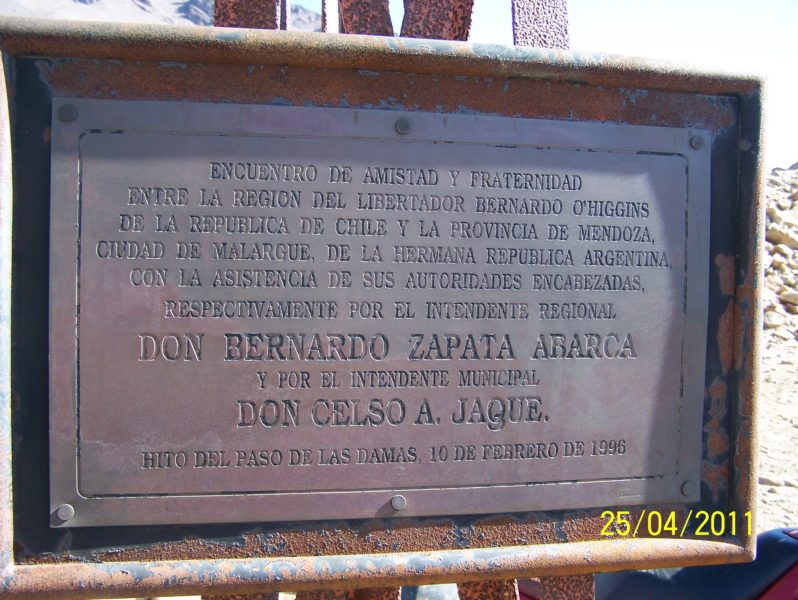 ENCUENTRO DE AMISTAD Y FRATERNIDAD
ENTRE LA REGION DEL LIBERTADOR BERNARDO O'HIGGINS
DE LA REPUBLICA DE CHILE Y LA PROVINCIA DE MENDOZA,
CIUDAD DE MALARGUE, DE LA HERMANA REPUBLICA ARGENTINA,
CON LA ASISTENCIA DE SUS AUTORIDADES ENCABEZADAS,
RESPECTIVAMENTE POR EL INTENDENTE REGIONAL
DON BERNARDO ZAPATA ABARCA
Y POR EL INTENDENTE MUNICIPAL
DON CELSO A. JAQUE.
HITO DEL PASO DE LAS DAMAS, 10 DE FEBRERO DE 1996
25/04/2011